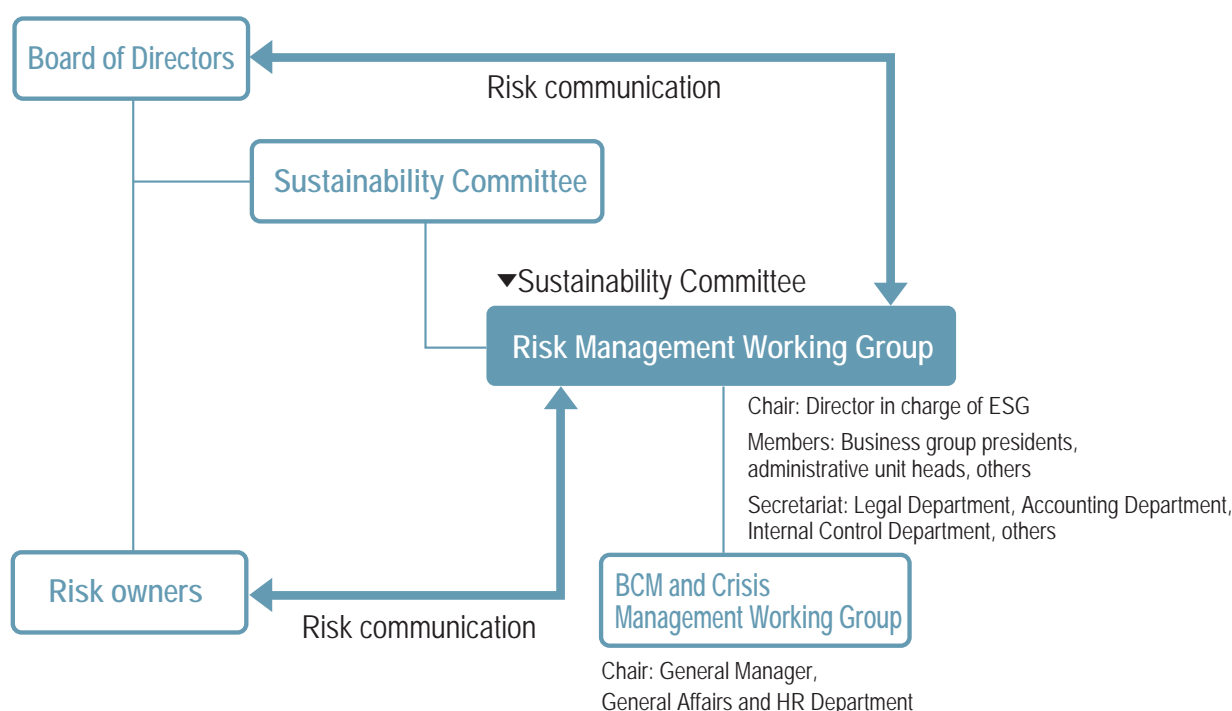 Board of Directors
Risk communication
Sustainability Committee
▼Sustainability Committee
Risk Management Working Group
Chair: Director in charge of ESG
Members: Business group presidents,
administrative unit heads, others
Secretariat: Legal Department, Accounting Department,
Internal Control Department, others
Risk owners
Risk communication
BCM and Crisis
Management Working Group
Chair: General Manager,
General Affairs and HR Department